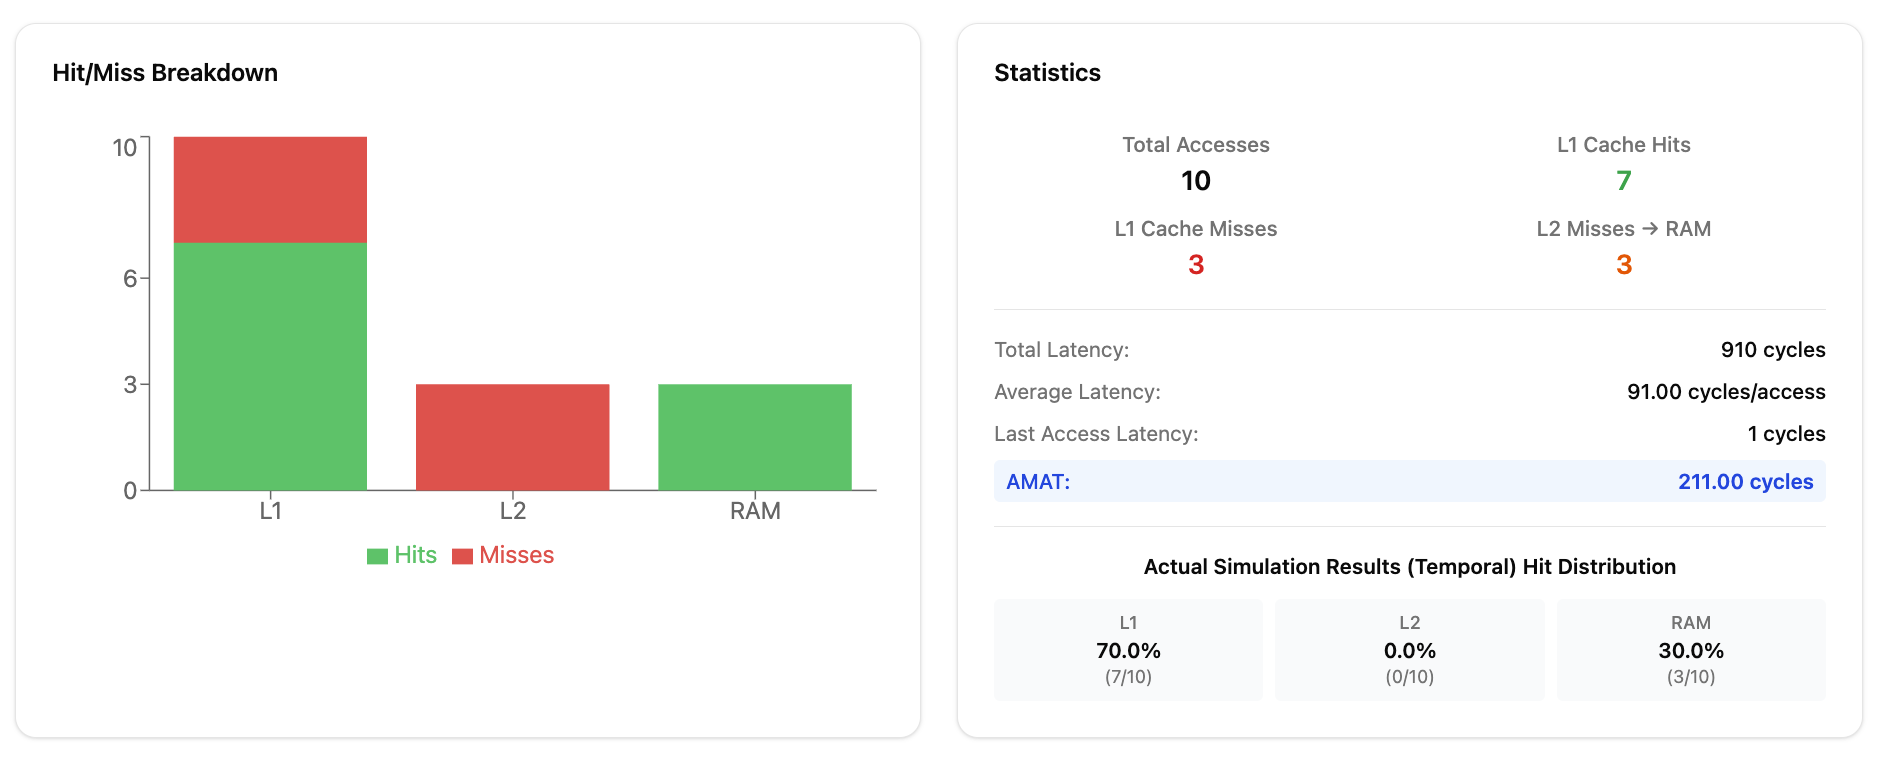 Hit/Miss Breakdown
10
6
3
0
L1
L2
RAM
Hits
Misses
Statistics
Total Accesses
10
L1 Cache Hits
7
L1 Cache Misses
3
L2 Misses → RAM
3
Total Latency:
910 cycles
Average Latency:
91.00 cycles/access
Last Access Latency:
1 cycles
AMAT:
211.00 cycles
Actual Simulation Results (Temporal) Hit Distribution
L1
70.0%
(7/10)
L2
0.0%
(0/10)
RAM
30.0%
(3/10)